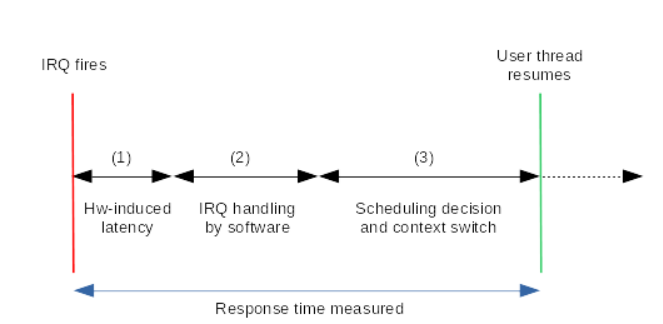 IRQ fires
User thread
resumes
(1)
(2)
(3)
Hw-induced
latency
IRQ handling
by software
Scheduling decision
and context switch
Response time measured